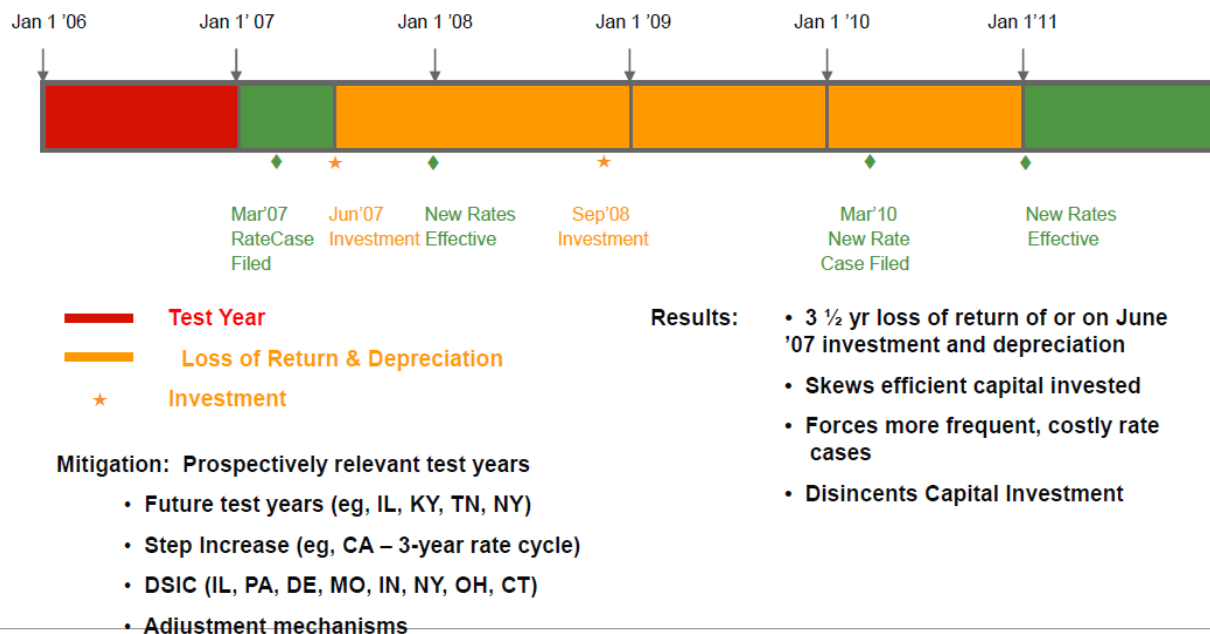 Jan 1 '06
Jan 1' 07
Jan 1 '08
Jan 1 '09
Jan 1 '10
Jan 1'11
Mar'07
RateCase
Filed
Jun'07
Investment
New Rates
Effective
Sep'08
Investment
Mar'10
New Rate
Case Filed
New Rates
Effective
Test Year
Loss of Return & Depreciation
Investment
Mitigation: Prospectively relevant test years
• Future test years (eg, IL, KY, TN, NY)
• Step Increase (eg, CA – 3-year rate cycle)
• DSIC (IL, PA, DE, MO, IN, NY, OH, CT)
• Adjustment mechanisms
Results:
• 3 ½ yr loss of return of or on June
'07 investment and depreciation
• Skews efficient capital invested
• Forces more frequent, costly rate
cases
• Disincents Capital Investment